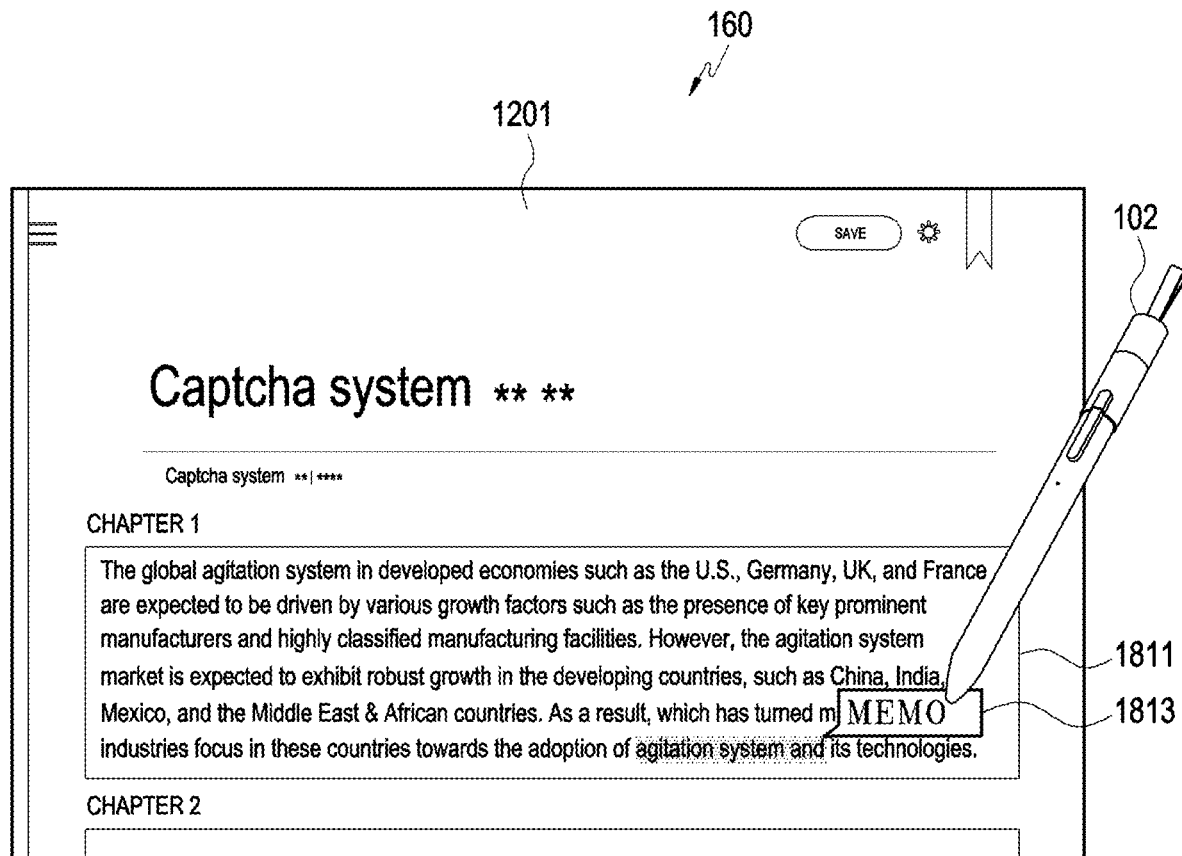 160
1201
SAVE
102
Captcha system ** **
Captcha system **|****
CHAPTER 1
The global agitation system in developed economies such as the U.S., Germany, UK, and France
are expected to be driven by various growth factors such as the presence of key prominent
manufacturers and highly classified manufacturing facilities. However, the agitation system
market is expected to exhibit robust growth in the developing countries, such as China, India,
1811
Mexico, and the Middle East & African countries. As a result, which has turned m
MEMO
1813
industries focus in these countries towards the adoption of agitation system and its technologies.
CHAPTER 2